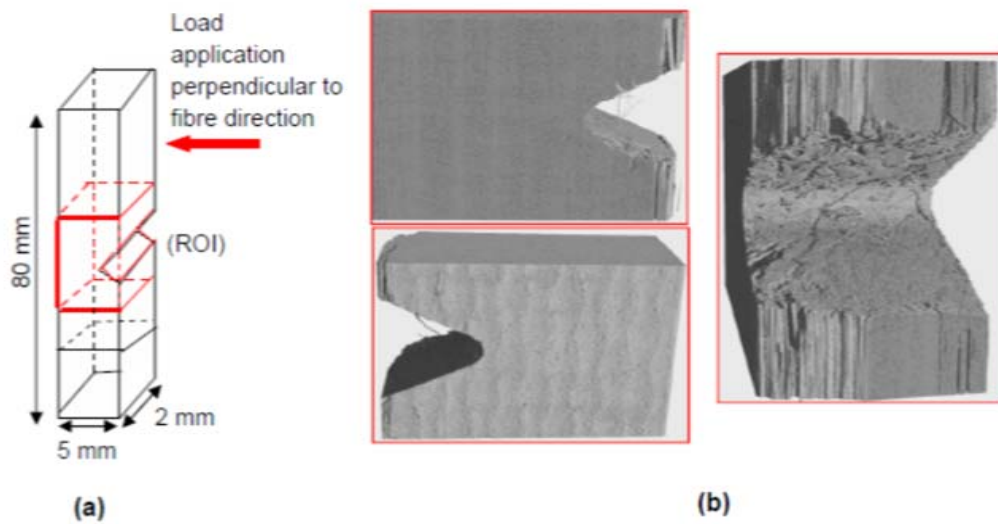 Load
application
perpendicular to
fibre direction
(ROI)
80 mm
2 mm
5 mm
(a)
(b)